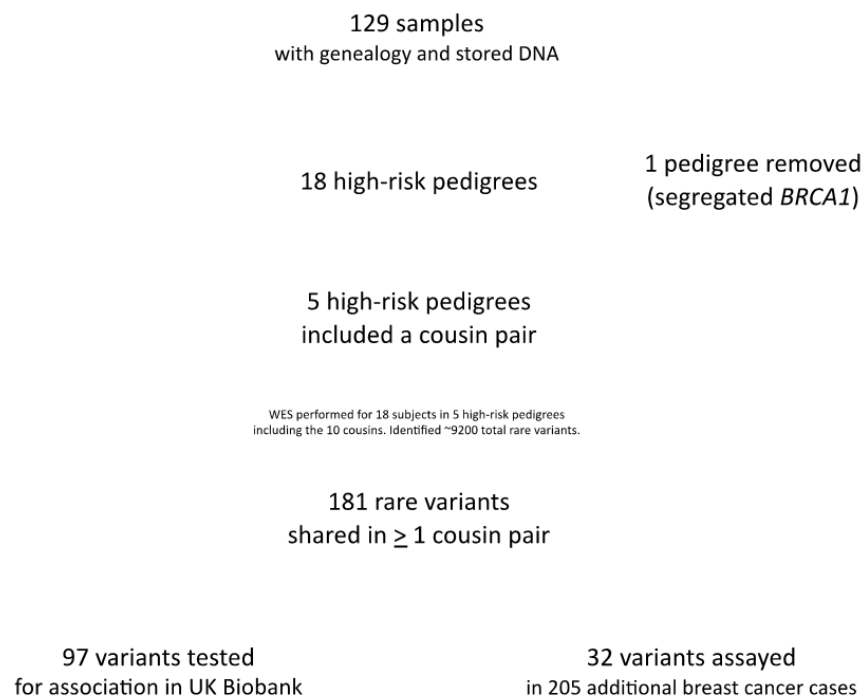 129 samples
with genealogy and stored DNA
18 high-risk pedigrees
1 pedigree removed
(segregated BRCA1)
5 high-risk pedigrees
included a cousin pair
WES performed for 18 subjects in 5 high-risk pedigrees
including the 10 cousins. Identified ~9200 total rare variants.
181 rare variants
shared in ≥ 1 cousin pair
97 variants tested
for association in UK Biobank
32 variants assayed
in 205 additional breast cancer cases